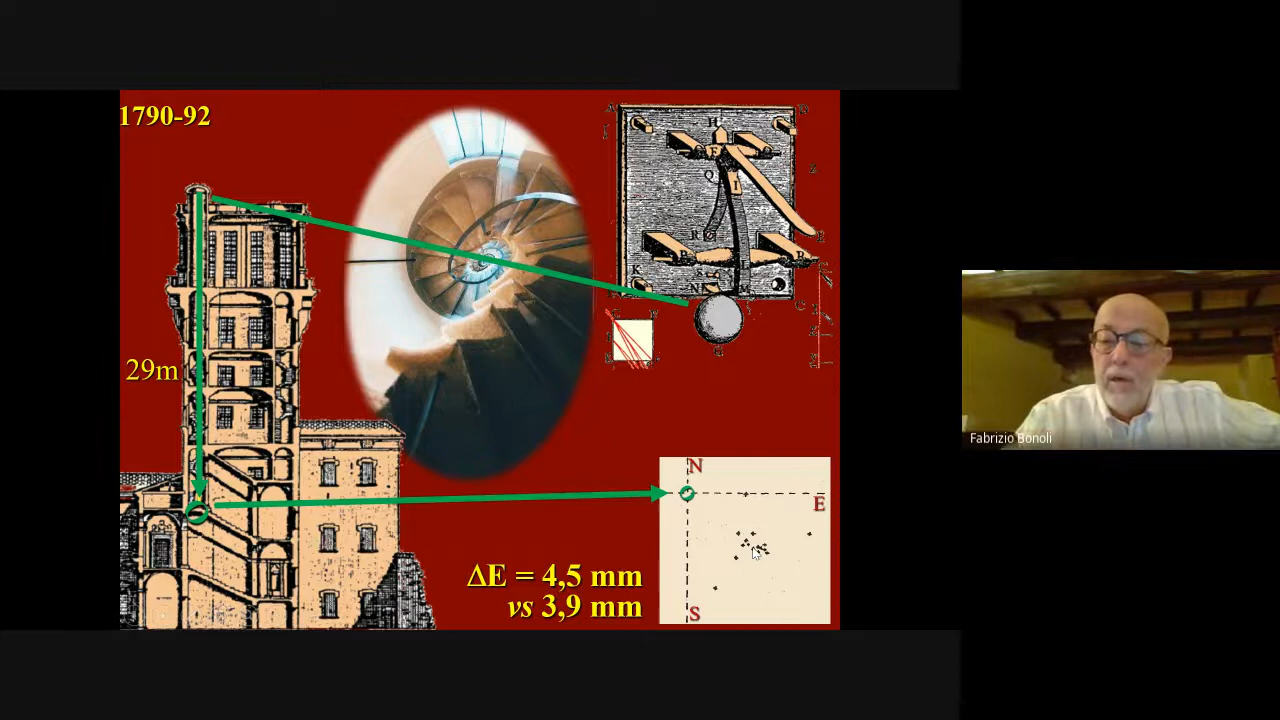 1790-92
A
D
H
Z
F
Q
I
R
E
B
B
K
N
C
G
29m
N
E
S
ΔE = 4,5 mm
vs 3,9 mm
Fabrizio Bonoli